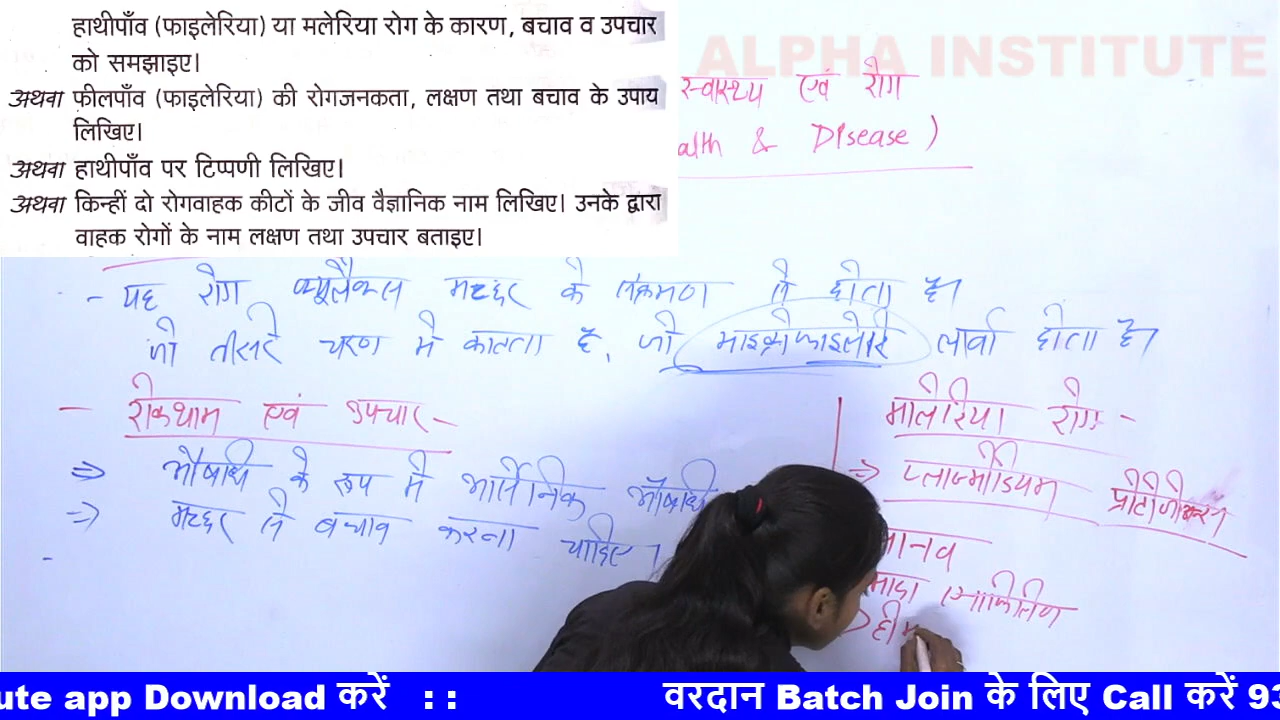 हाथीपाँव (फाइलेरिया) या मलेरिया रोग के कारण, बचाव व उपचार
को समझाइए।
अथवा फीलपाँव (फाइलेरिया) की रोगजनकता, लक्षण तथा बचाव के उपाय
लिखिए।
अथवा हाथीपाँव पर टिप्पणी लिखिए।
अथवा किन्हीं दो रोगवाहक कीटों के जीव वैज्ञानिक नाम लिखिए। उनके द्वारा
वाहक रोगों के नाम लक्षण तथा उपचार बताइए।
ALPHA INSTITUTE
स्वास्थ्य एवं रोग
alth & Disease )
- यह रोग क्यूलैक्स मच्छर के संक्रमण से होता है।
जो तीसरे चरण में काटता है, जो माइक्रोफाइलेरि लार्वा होता है।
- रोकथाम एवं उपचार -
⇒ औषधि के रूप में आर्सेनिक औषधि
⇒ मच्छर से बचाव करना चाहिए।
-
मलेरिया रोग -
⇒ प्लाज्मोडियम प्रोटोजोअन्स
मानव
मादा
हीम
ute app Download करें : :
वरदान Batch Join के लिए Call करें 93